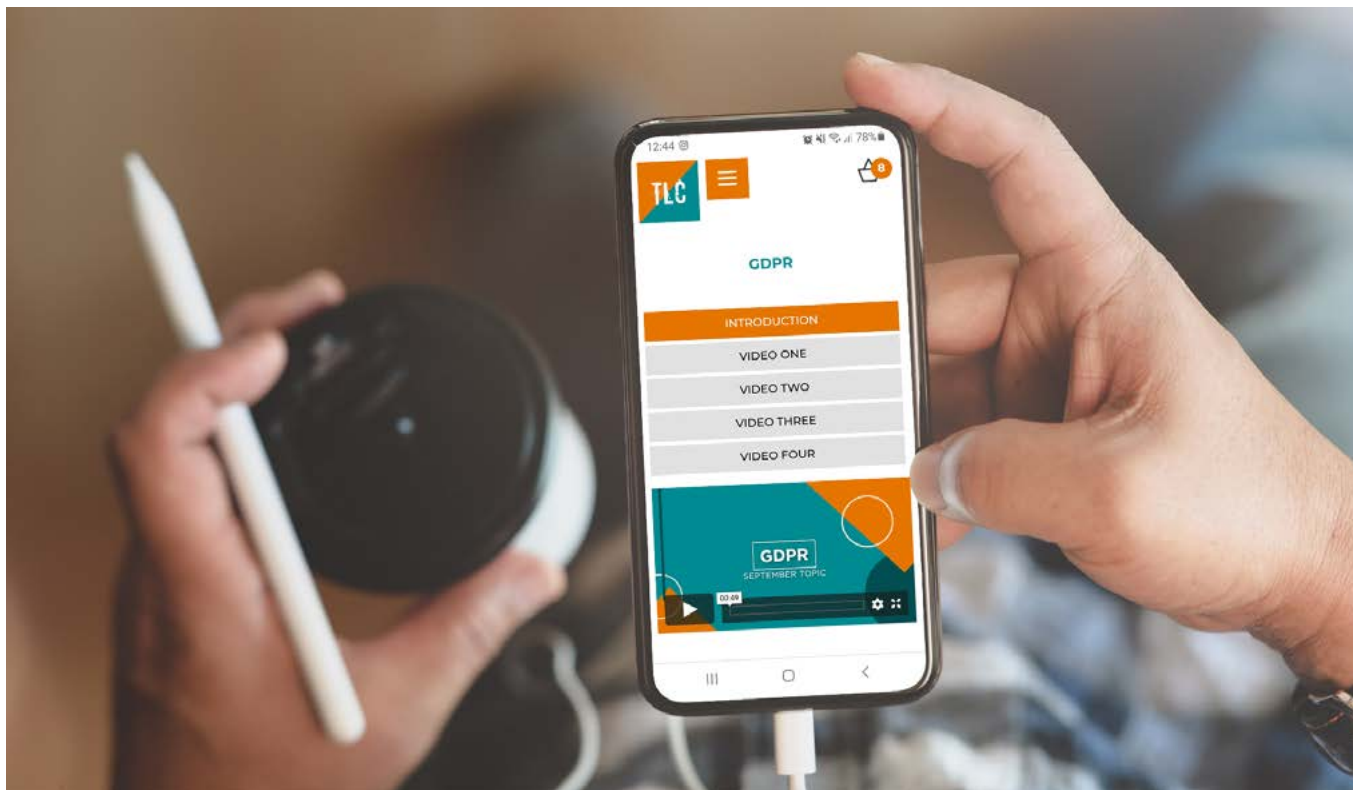 12:44 78%
TLC
8
GDPR
INTRODUCTION
VIDEO ONE
VIDEO TWO
VIDEO THREE
VIDEO FOUR
GDPR
SEPTEMBER TOPIC
00:49